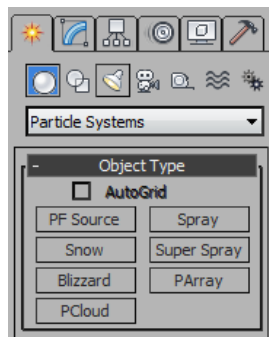 Particle Systems
- Object Type
AutoGrid
PF Source Spray
Snow Super Spray
Blizzard PArray
PCloud